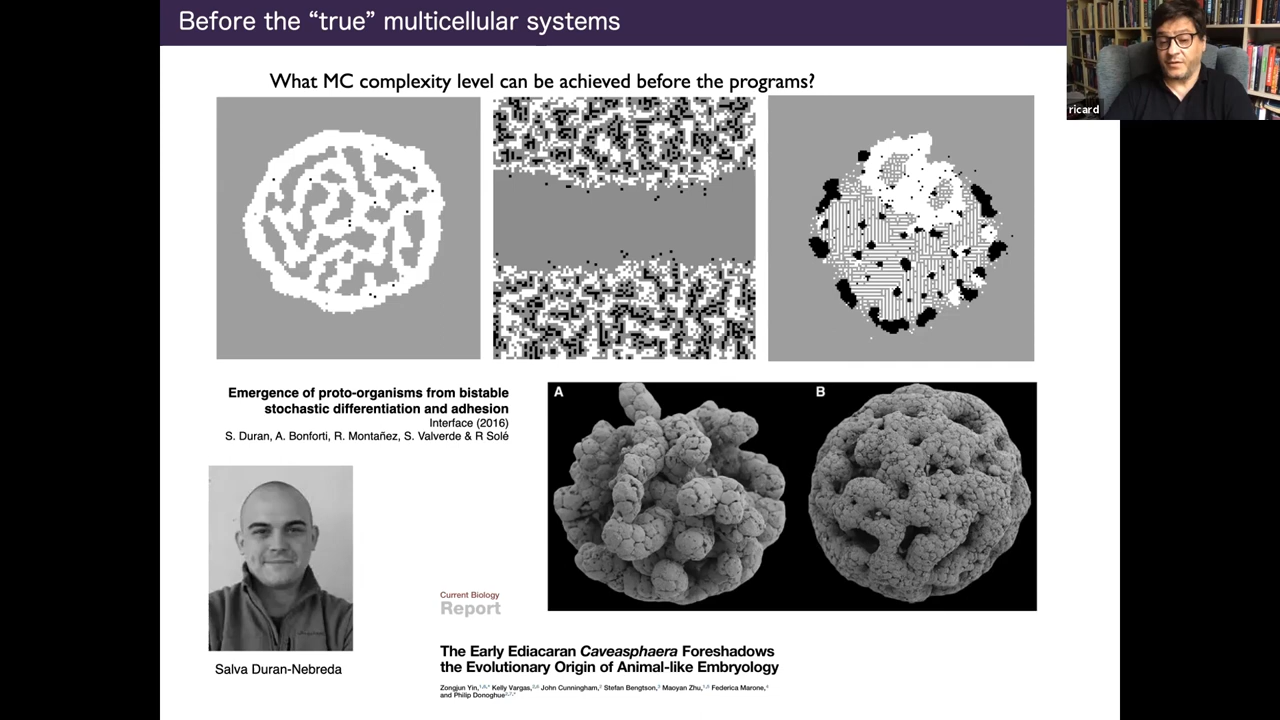 Before the “true” multicellular systems
ricard
What MC complexity level can be achieved before the programs?
Emergence of proto-organisms from bistable
stochastic differentiation and adhesion
Interface (2016)
S. Duran, A. Bonforti, R. Montañez, S. Valverde & R Solé
A
B
Salva Duran-Nebreda
Current Biology
Report
The Early Ediacaran Caveasphaera Foreshadows
the Evolutionary Origin of Animal-like Embryology
Zongjun Yin, Kelly Vargas, John Cunningham, Stefan Bengtson, Maoyan Zhu, Federica Marone,
and Philip Donoghue